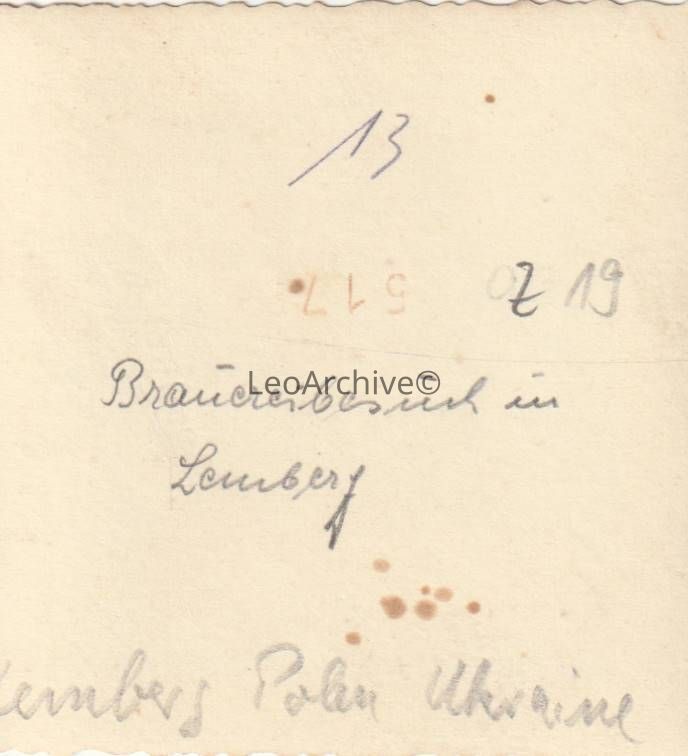 13
517
Z 19
LeoArchive©
Brauereibesuch in
Lemberg
Lemberg Polen Ukraine